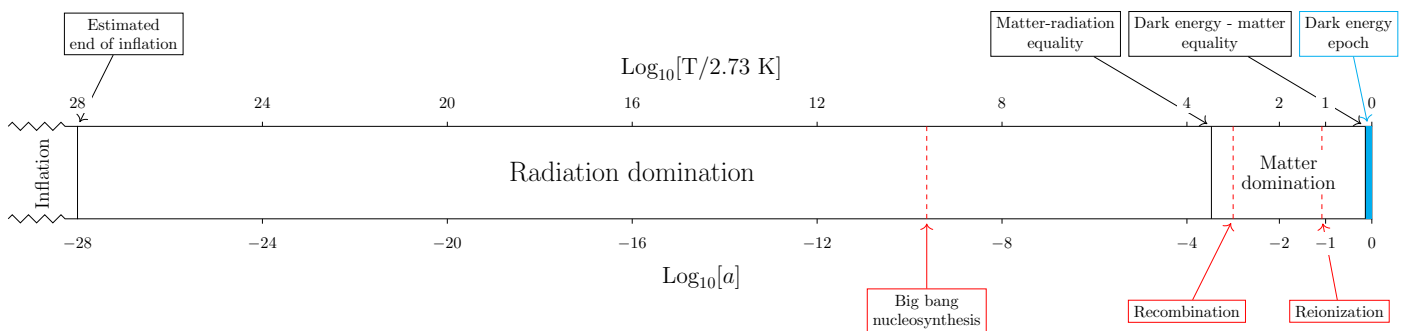 Estimated
end of inflation
Matter-radiation
equality
Dark energy - matter
equality
Dark energy
epoch
Log₁₀[T/2.73 K]
28 24 20 16 12 8 4 2 1 0
Inflation
Radiation domination
Matter
domination
−28 −24 −20 −16 −12 −8 −4 −2 −1 0
Log₁₀[a]
Big bang
nucleosynthesis
Recombination
Reionization